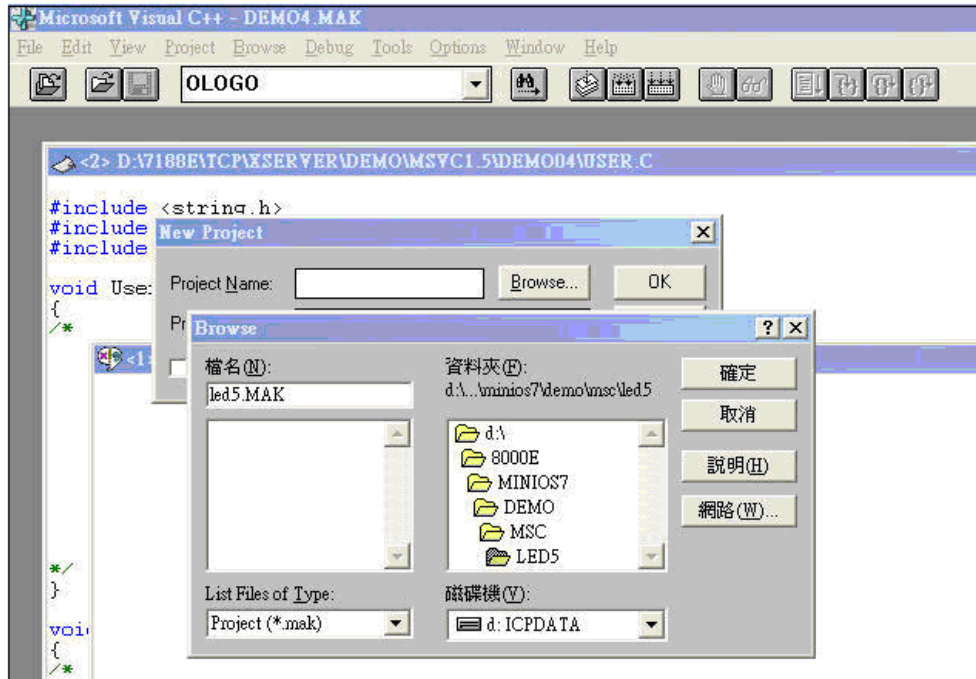 Microsoft Visual C++ - DEMO4.MAK
File Edit View Project Browse Debug Tools Options Window Help
OLOGO
<2> D:\7188E\TCP\XSERVER\DEMO\MSVC1.5\DEMO04\USER.C
#include <string.h>
#include
#include
void Use
{
/*
New Project
Project Name:
Browse...
OK
Pr
<1>
Browse
檔名(N):
led5.MAK
資料夾(F):
d:\...\minios7\demo\msc\led5
d:\
8000E
MINIOS7
DEMO
MSC
LED5
確定
取消
說明(H)
網路(W)...
List Files of Type:
Project (*.mak)
磁碟機(V):
d: ICPDATA
*/
}
voi
{
/*